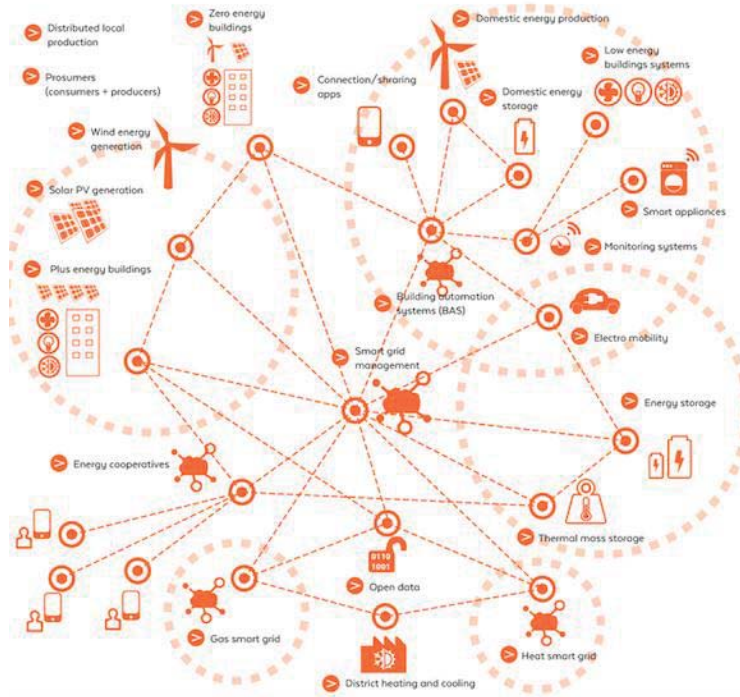 Distributed local
production
Prosumers
(consumers + producers)
Zero energy
buildings
Domestic energy production
Low energy
buildings systems
Connection/shraring
apps
Domestic energy
storage
Wind energy
generation
Solar PV generation
Smart appliances
Monitoring systems
Plus energy buildings
Building automation
systems (BAS)
Electro mobility
Smart grid
management
Energy storage
Energy cooperatives
Thermal mass storage
0110
1001
Open data
Gas smart grid
Heat smart grid
District heating and cooling